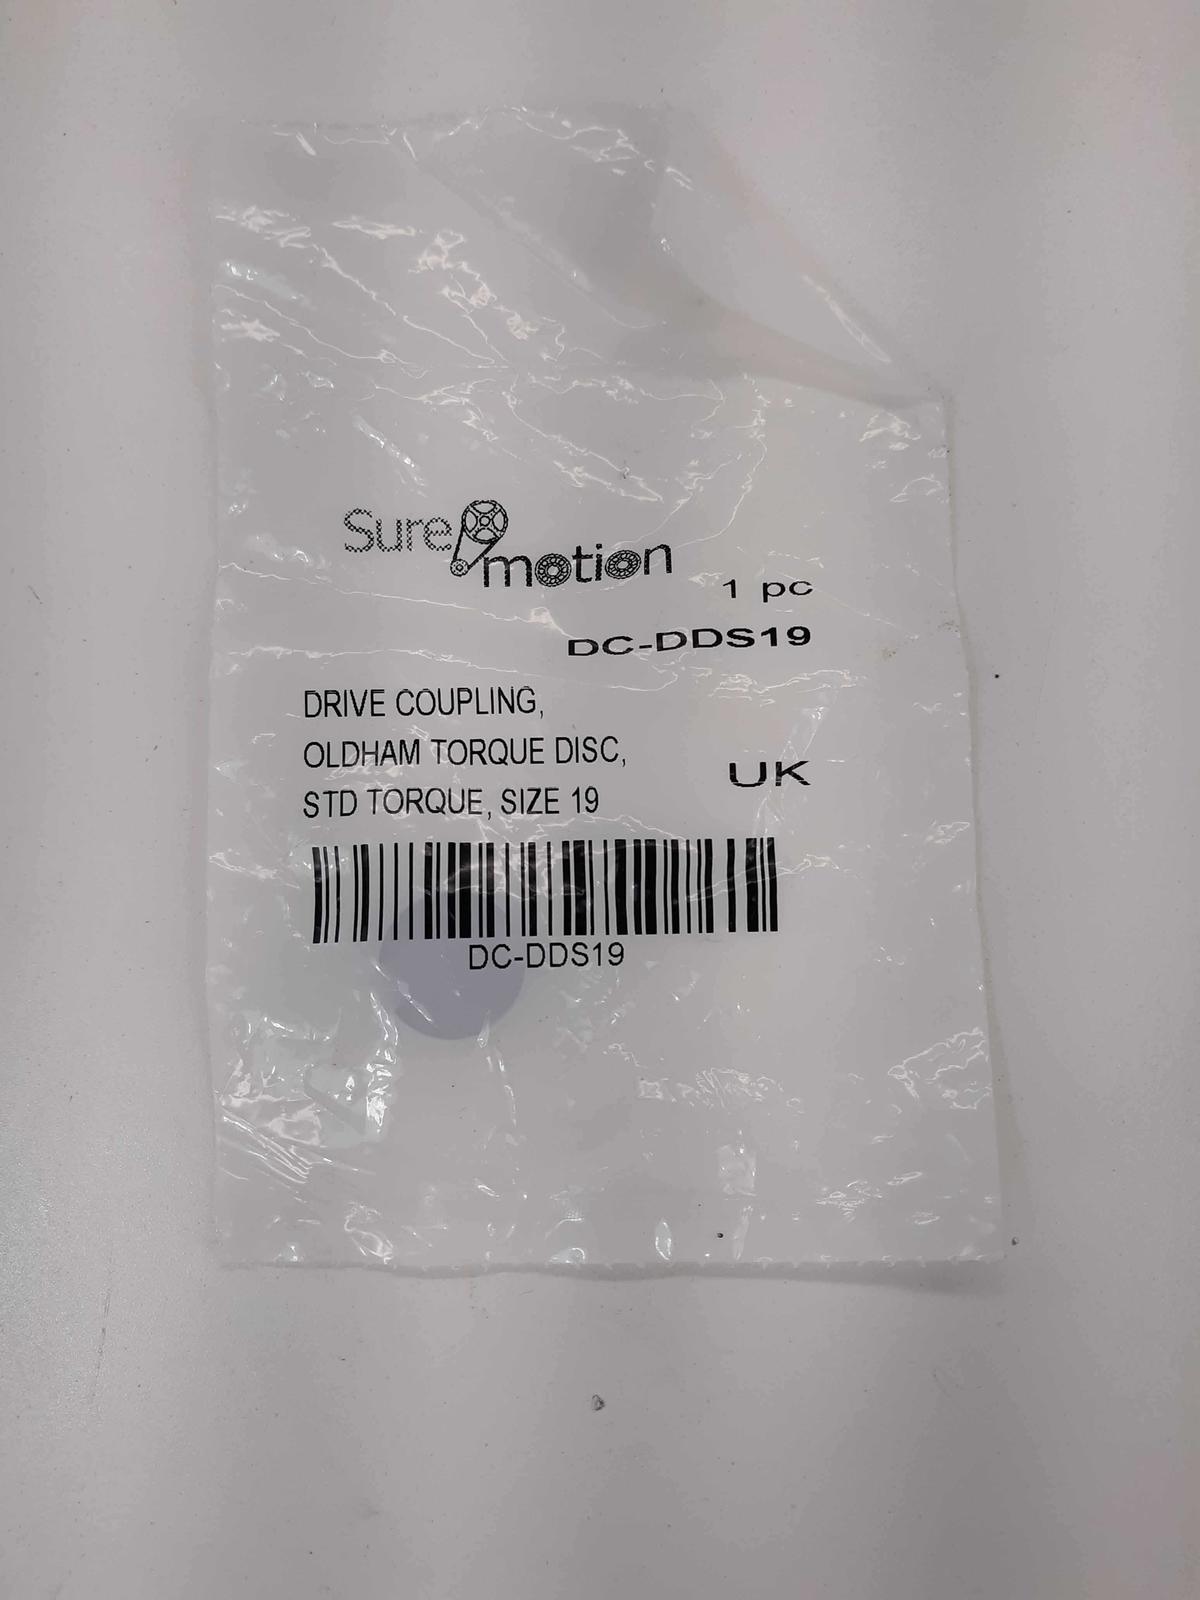 Sure motion
1 pc
DC-DDS19
DRIVE COUPLING,
OLDHAM TORQUE DISC,
STD TORQUE, SIZE 19
UK
DC-DDS19